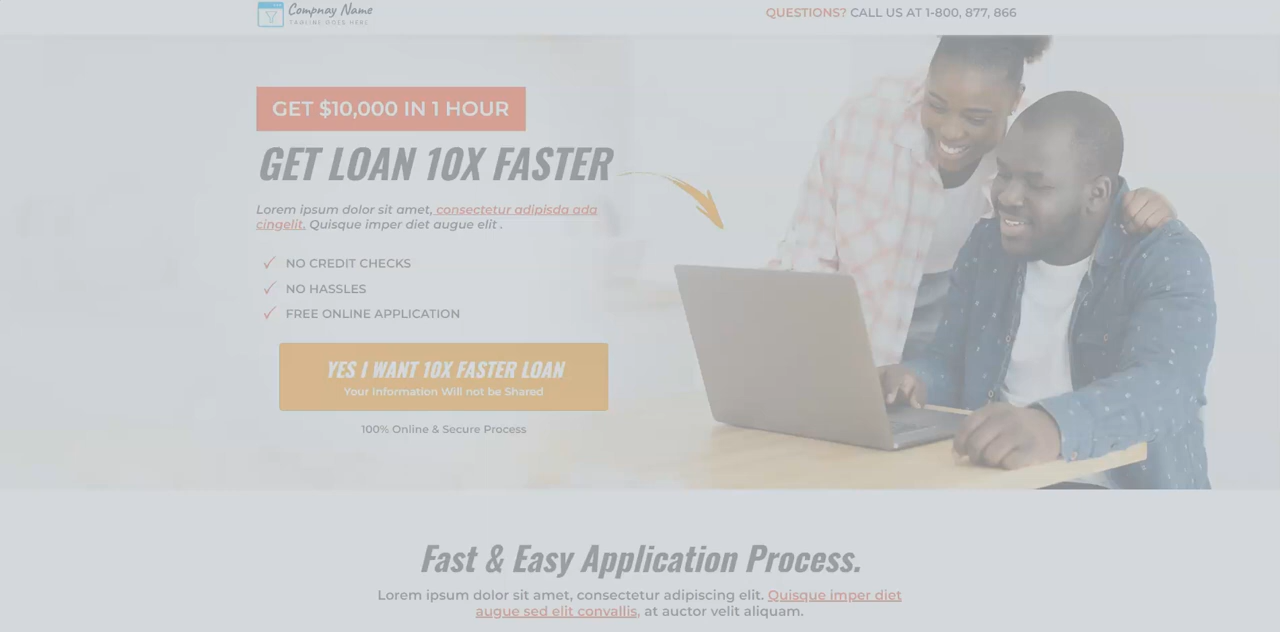 Compnay Name
TAGLINE GOES HERE
QUESTIONS? CALL US AT 1-800, 877, 866
GET $10,000 IN 1 HOUR
GET LOAN 10X FASTER
Lorem ipsum dolor sit amet, consectetur adipisda ada
cingelit. Quisque imper diet augue elit .
NO CREDIT CHECKS
NO HASSLES
FREE ONLINE APPLICATION
YES I WANT 10X FASTER LOAN
Your Information Will not be Shared
100% Online & Secure Process
Fast & Easy Application Process.
Lorem ipsum dolor sit amet, consectetur adipiscing elit. Quisque imper diet
augue sed elit convallis, at auctor velit aliquam.